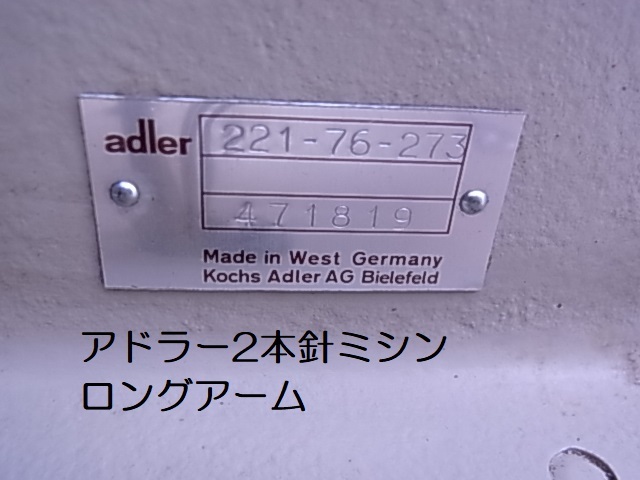 adler
221-76-273
471819
Made in West Germany
Kochs Adler AG Bielefeld
アドラー2本針ミシン
ロングアーム